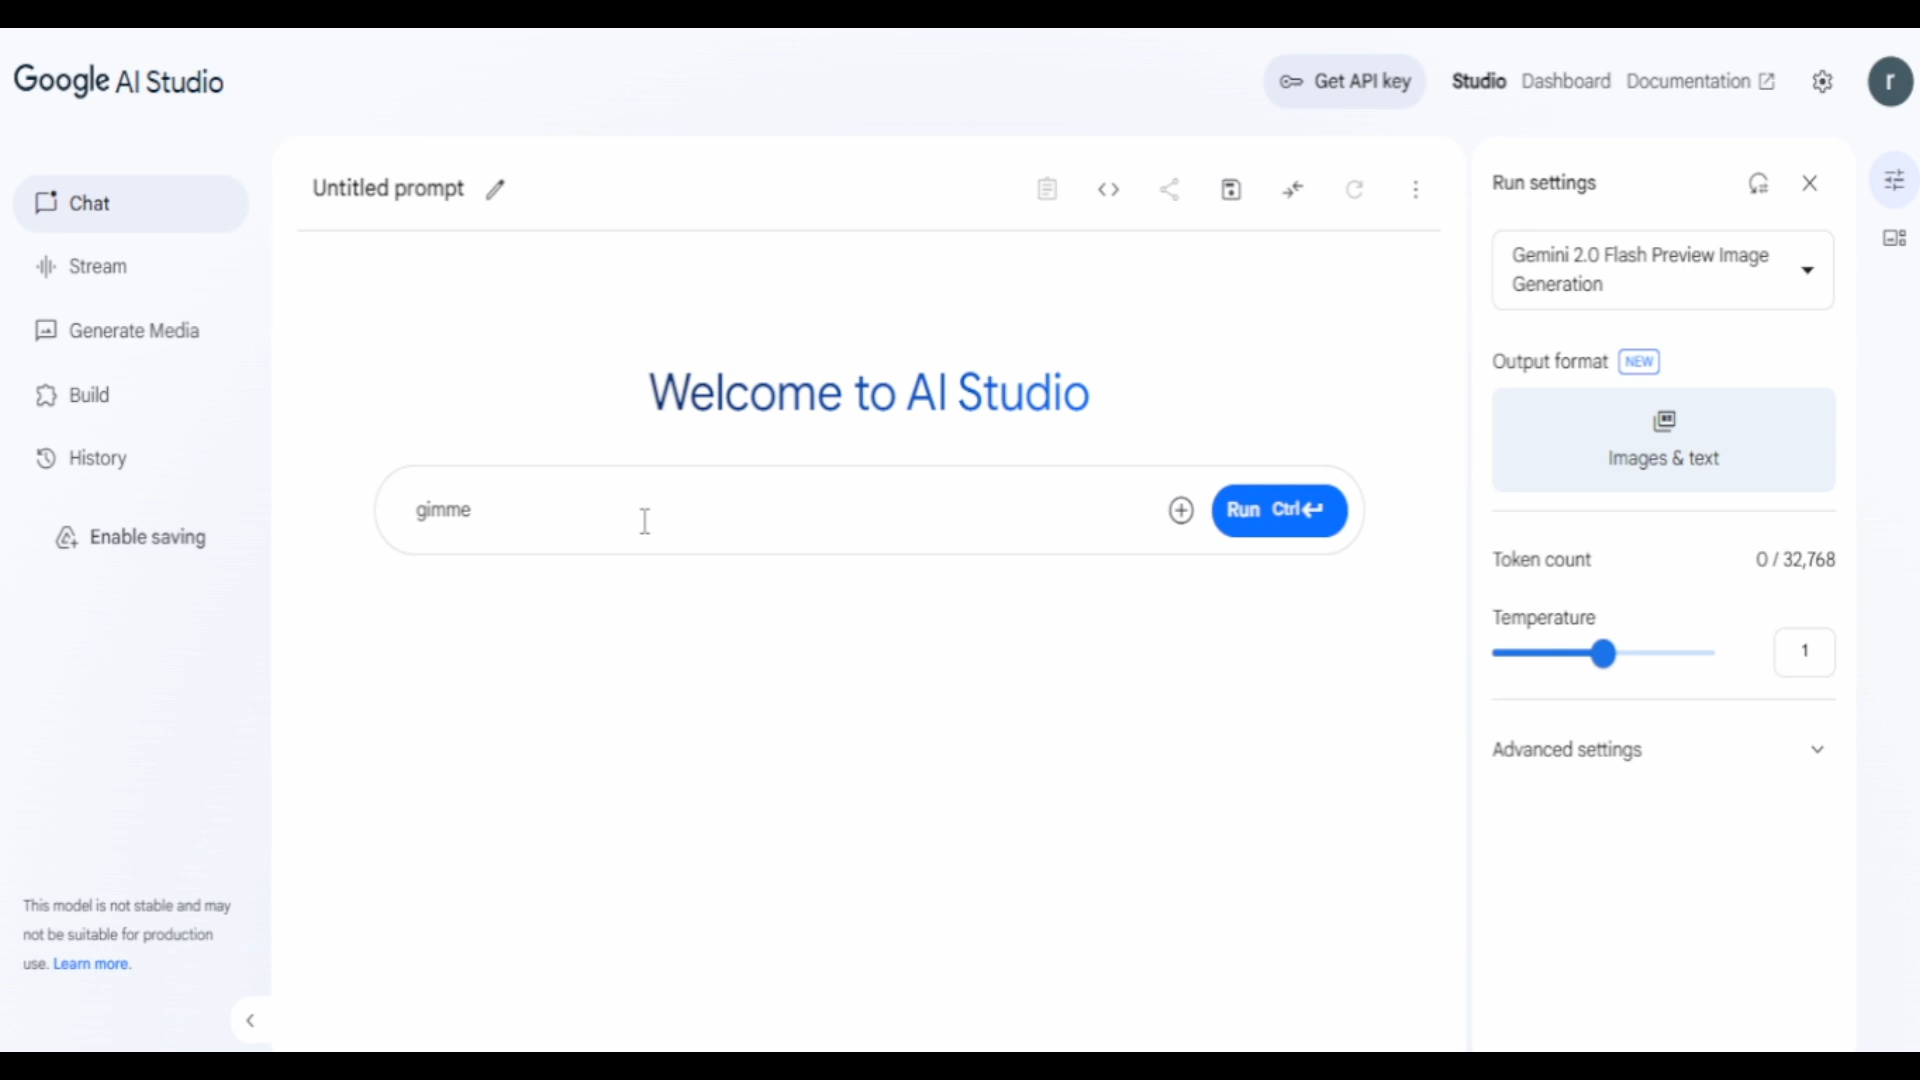 Google AI Studio
Get API key
Studio
Dashboard
Documentation
r
Chat
Stream
Generate Media
Build
History
Enable saving
This model is not stable and may
not be suitable for production
use. Learn more.
Untitled prompt
Welcome to AI Studio
gimme
Run Ctrl
Run settings
Gemini 2.0 Flash Preview Image
Generation
Output format NEW
Images & text
Token count 0 / 32,768
Temperature
1
Advanced settings